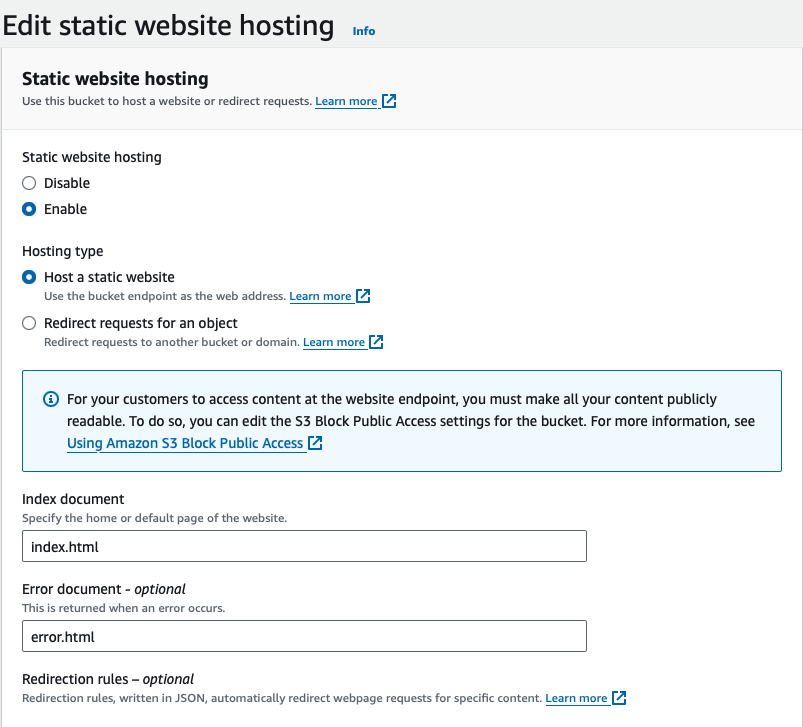 Edit static website hosting Info
Static website hosting
Use this bucket to host a website or redirect requests. Learn more
Static website hosting
Disable
Enable
Hosting type
Host a static website
Use the bucket endpoint as the web address. Learn more
Redirect requests for an object
Redirect requests to another bucket or domain. Learn more
For your customers to access content at the website endpoint, you must make all your content publicly
readable. To do so, you can edit the S3 Block Public Access settings for the bucket. For more information, see
Using Amazon S3 Block Public Access
Index document
Specify the home or default page of the website.
index.html
Error document - optional
This is returned when an error occurs.
error.html
Redirection rules – optional
Redirection rules, written in JSON, automatically redirect webpage requests for specific content. Learn more